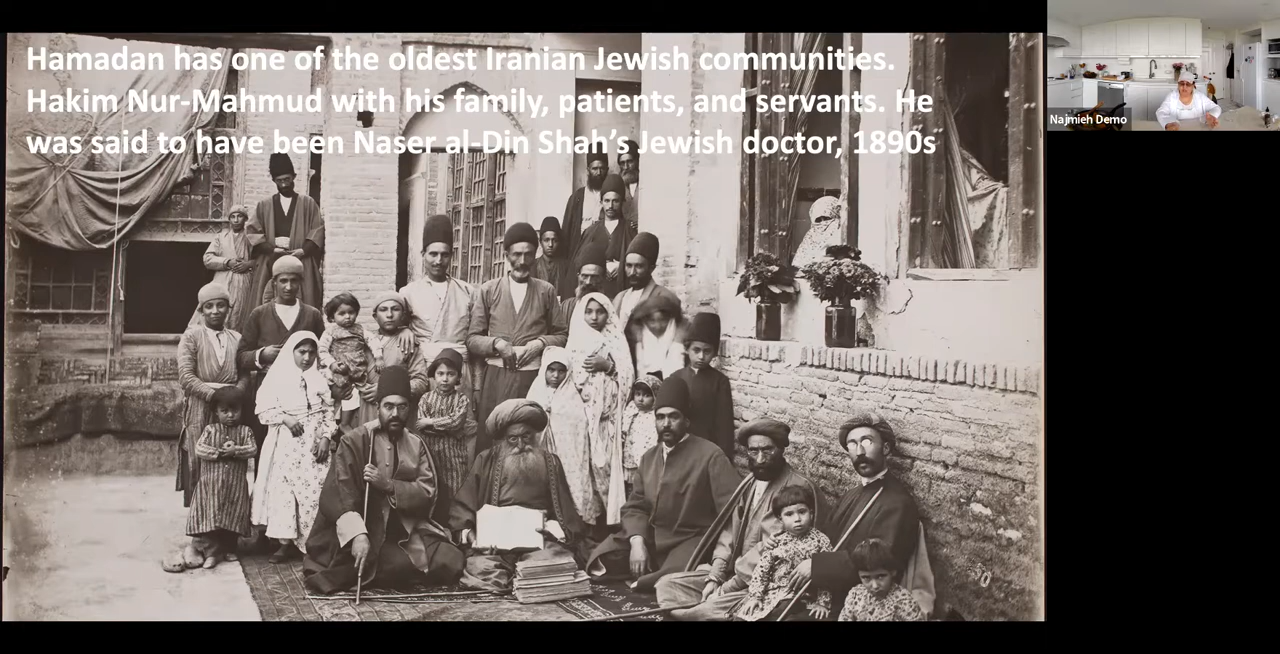 Hamadan has one of the oldest Iranian Jewish communities.
Hakim Nur-Mahmud with his family, patients, and servants. He
was said to have been Naser al-Din Shah's Jewish doctor, 1890s
Najmieh Demo